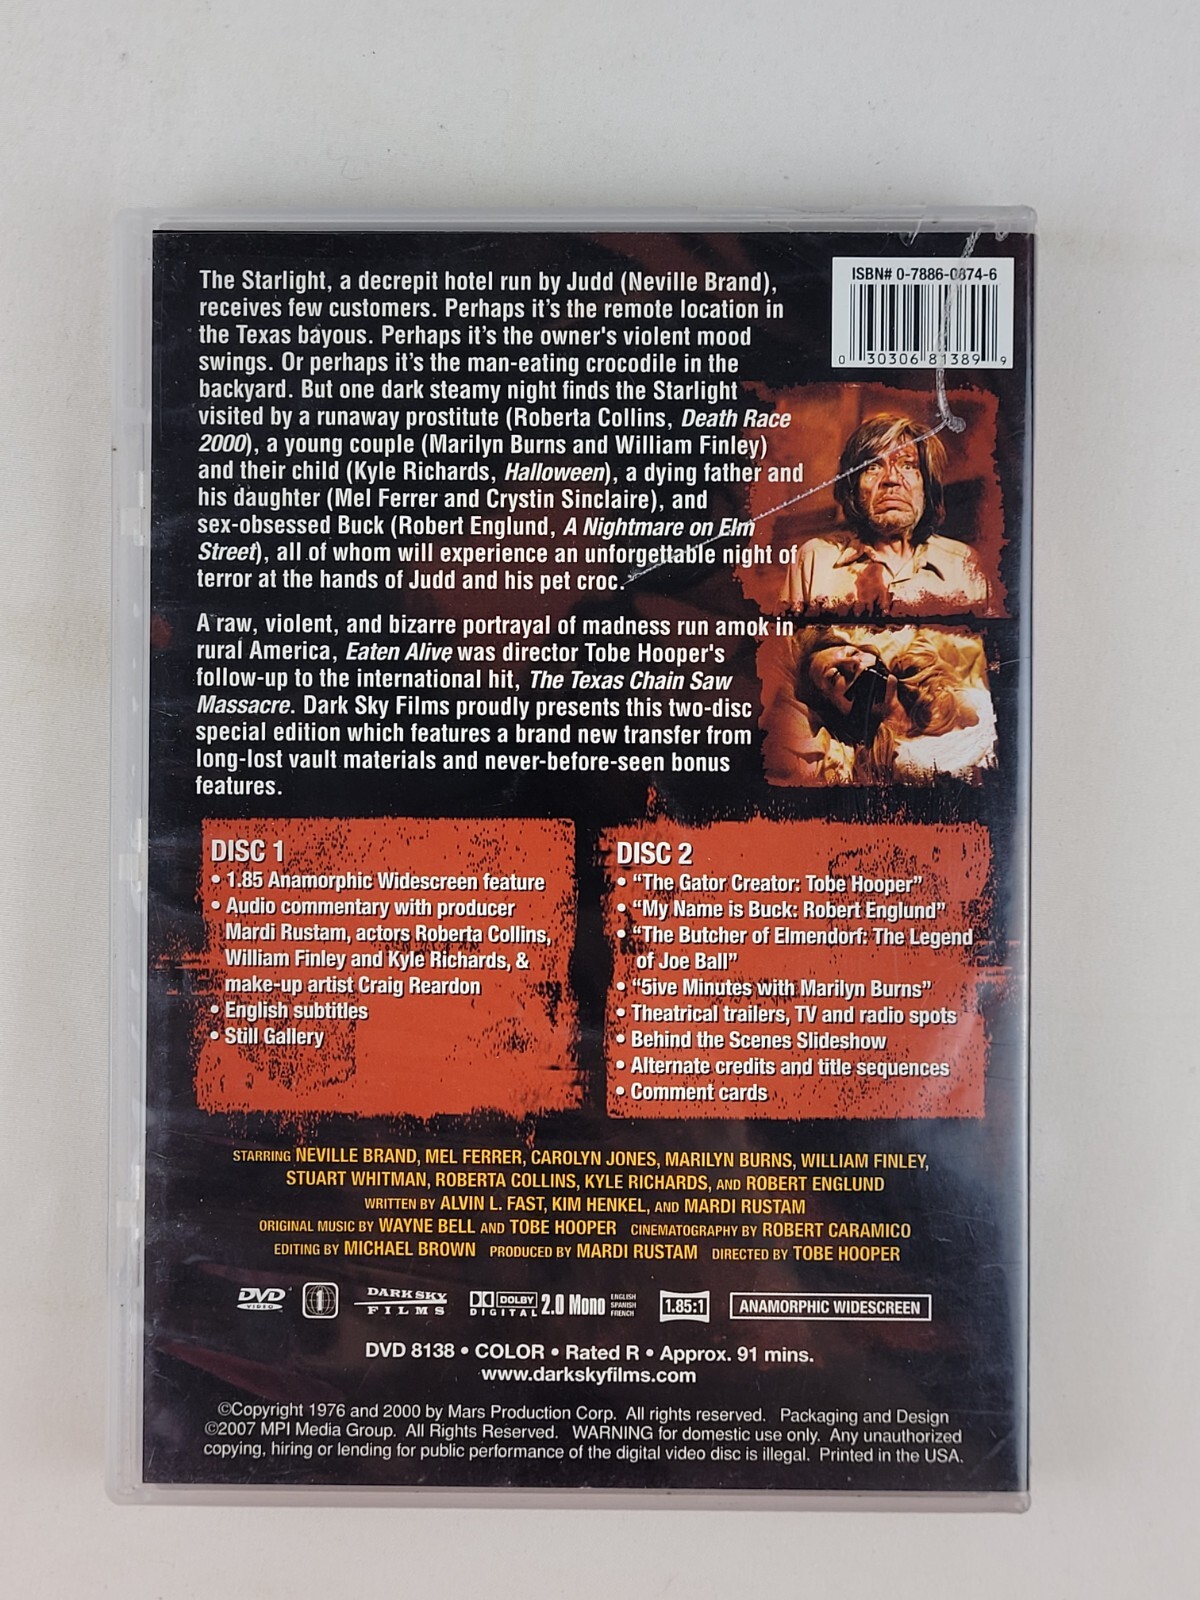 The Starlight, a decrepit hotel run by Judd (Neville Brand),
receives few customers. Perhaps it's the remote location in
the Texas bayous. Perhaps it's the owner's violent mood
swings. Or perhaps it's the man-eating crocodile in the
backyard. But one dark steamy night finds the Starlight
visited by a runaway prostitute (Roberta Collins, Death Race
2000), a young couple (Marilyn Burns and William Finley)
and their child (Kyle Richards, Halloween), a dying father and
his daughter (Mel Ferrer and Crystin Sinclaire), and
sex-obsessed Buck (Robert Englund, A Nightmare on Elm
Street), all of whom will experience an unforgettable night of
terror at the hands of Judd and his pet croc.
A raw, violent, and bizarre portrayal of madness run amok in
rural America, Eaten Alive was director Tobe Hooper's
follow-up to the international hit, The Texas Chain Saw
Massacre. Dark Sky Films proudly presents this two-disc
special edition which features a brand new transfer from
long-lost vault materials and never-before-seen bonus
features.
ISBN# 0-7886-0874-6
0 30306 81389 9
DISC 1
• 1.85 Anamorphic Widescreen feature
• Audio commentary with producer
Mardi Rustam, actors Roberta Collins,
William Finley and Kyle Richards, &
make-up artist Craig Reardon
• English subtitles
• Still Gallery
DISC 2
• "The Gator Creator: Tobe Hooper"
• "My Name is Buck: Robert Englund"
• "The Butcher of Elmendorf: The Legend
of Joe Ball"
• "5ive Minutes with Marilyn Burns"
• Theatrical trailers, TV and radio spots
• Behind the Scenes Slideshow
• Alternate credits and title sequences
• Comment cards
STARRING NEVILLE BRAND, MEL FERRER, CAROLYN JONES, MARILYN BURNS, WILLIAM FINLEY,
STUART WHITMAN, ROBERTA COLLINS, KYLE RICHARDS, AND ROBERT ENGLUND
WRITTEN BY ALVIN L. FAST, KIM HENKEL, AND MARDI RUSTAM
ORIGINAL MUSIC BY WAYNE BELL AND TOBE HOOPER CINEMATOGRAPHY BY ROBERT CARAMICO
EDITING BY MICHAEL BROWN PRODUCED BY MARDI RUSTAM DIRECTED BY TOBE HOOPER
DVD
VIDEO
1
DARK SKY
FILMS
DOLBY
DIGITAL
2.0 Mono
ENGLISH
SPANISH
FRENCH
1.85:1
ANAMORPHIC WIDESCREEN
DVD 8138 • COLOR • Rated R • Approx. 91 mins.
www.darkskyfilms.com
©Copyright 1976 and 2000 by Mars Production Corp. All rights reserved. Packaging and Design
©2007 MPI Media Group. All Rights Reserved. WARNING for domestic use only. Any unauthorized
copying, hiring or lending for public performance of the digital video disc is illegal. Printed in the USA.